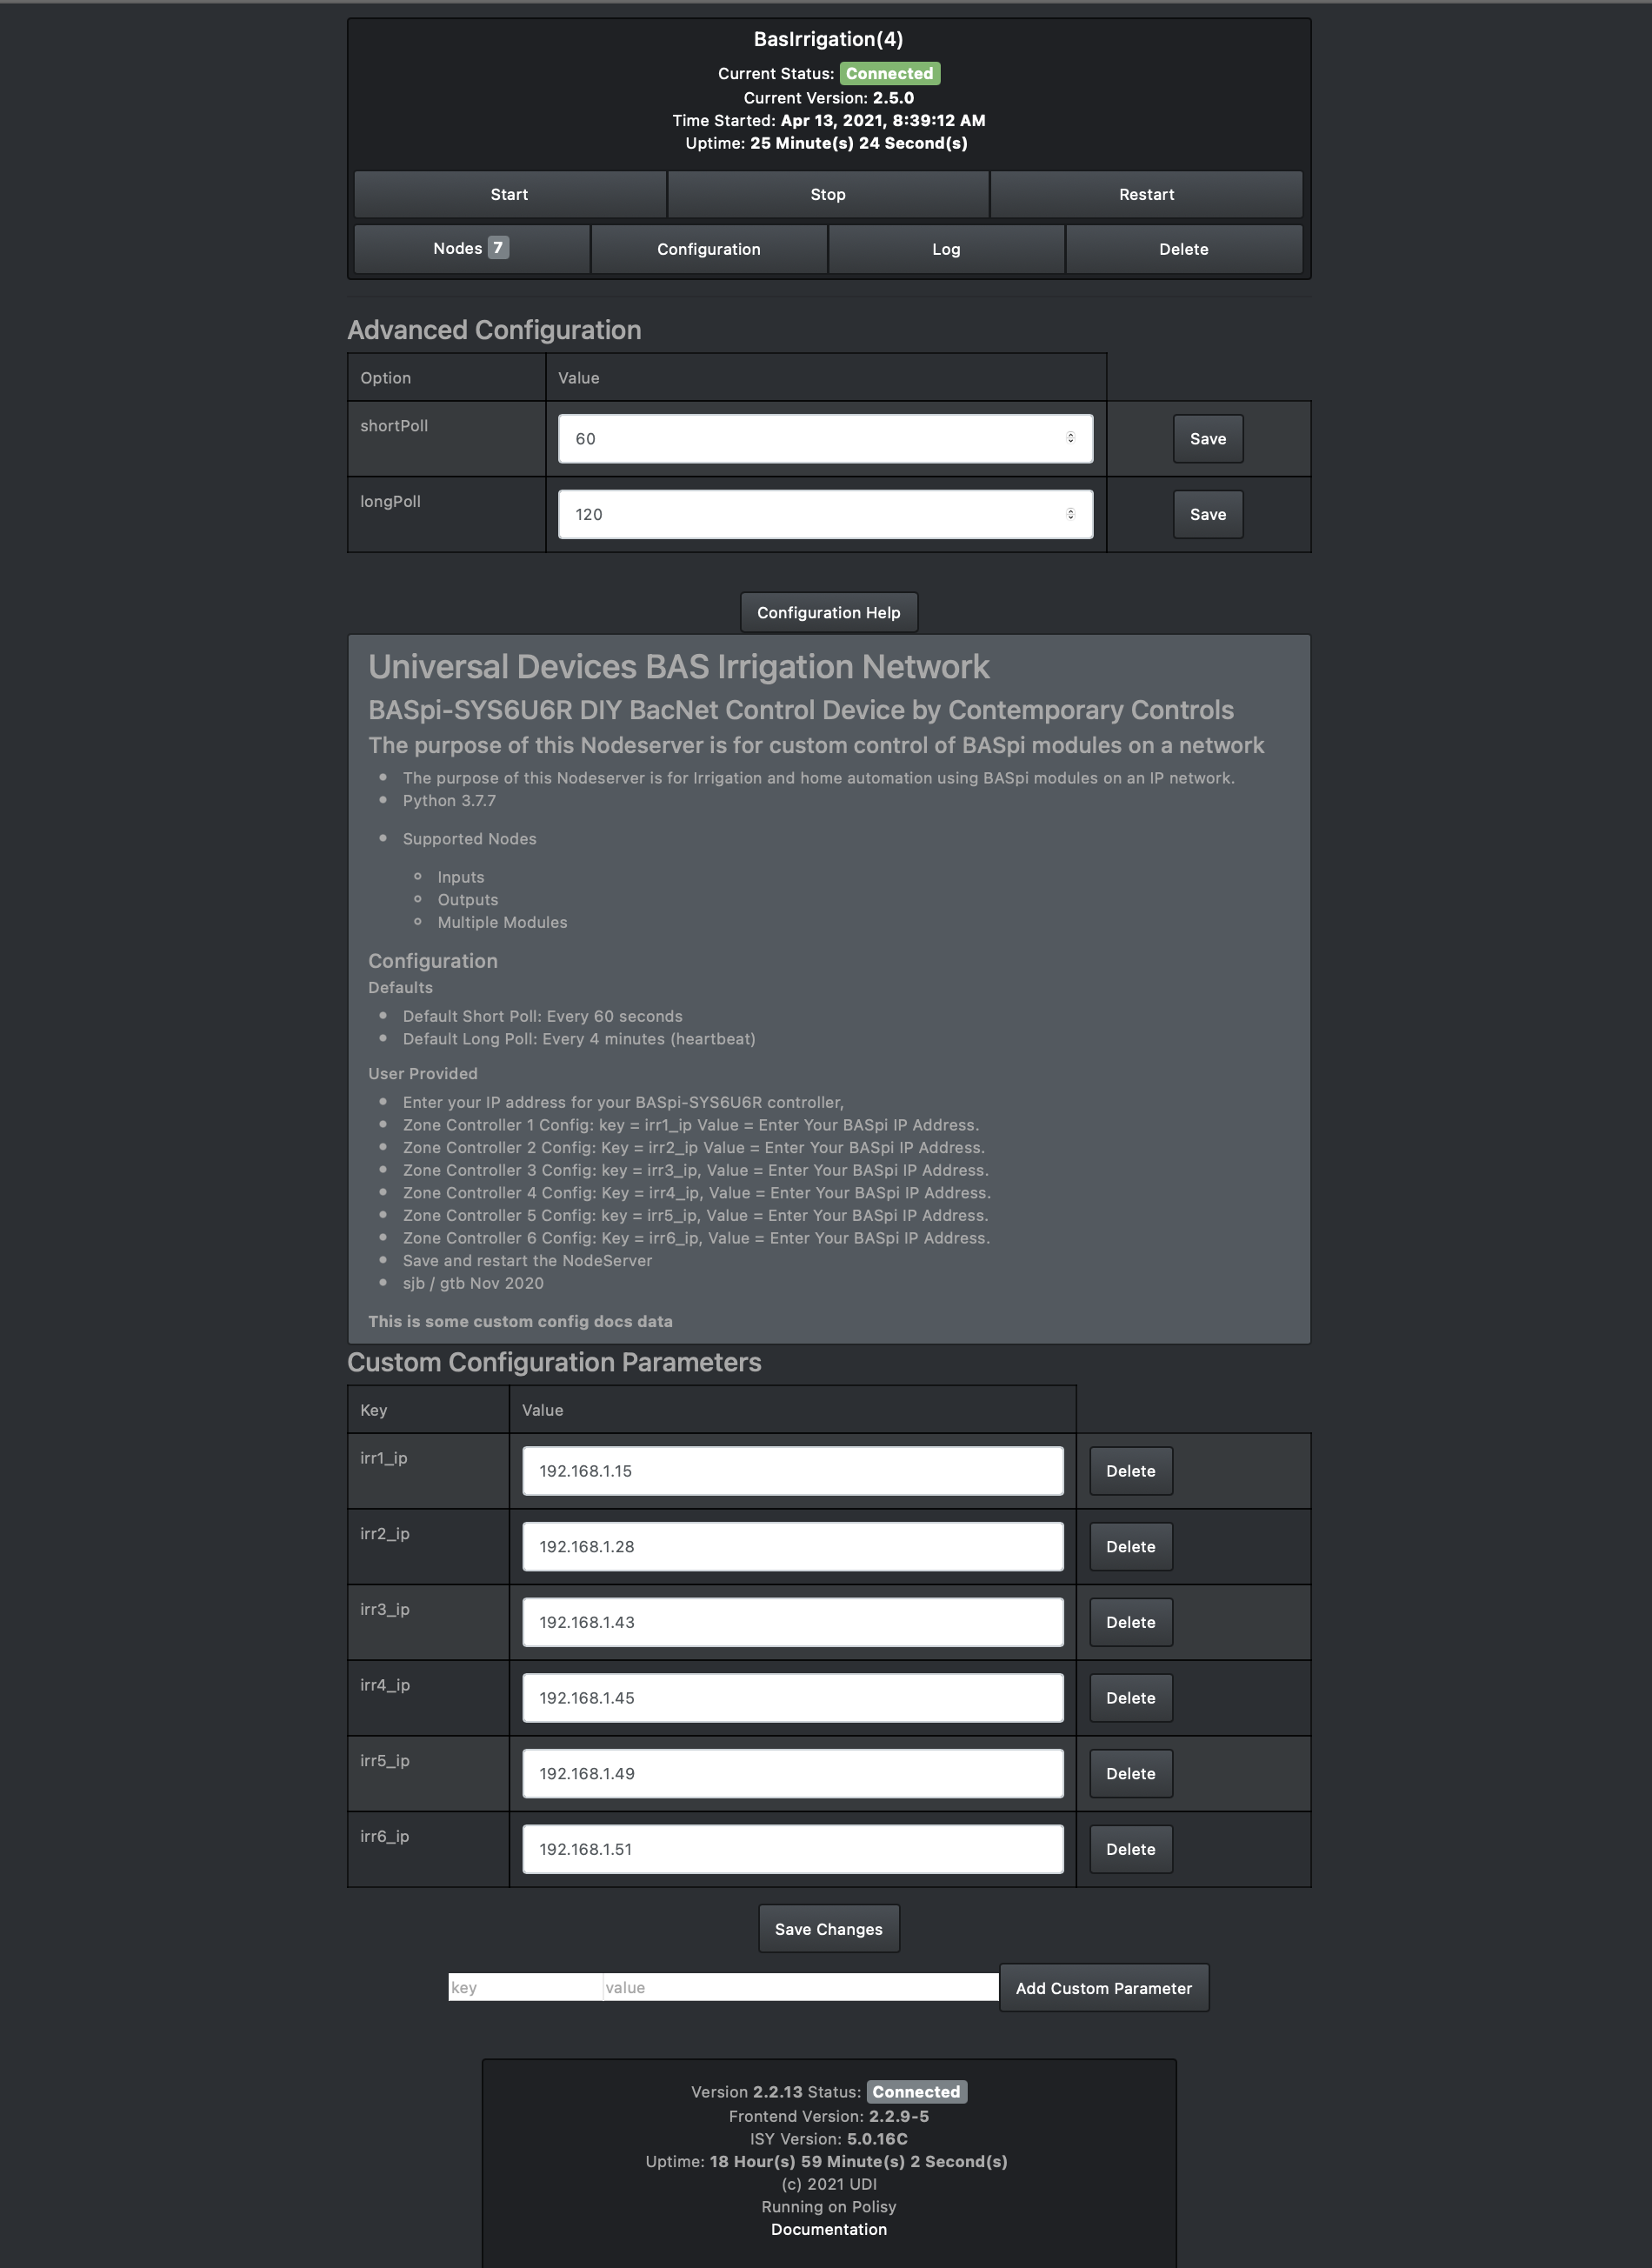 BasIrrigation(4)
Current Status: Connected
Current Version: 2.5.0
Time Started: Apr 13, 2021, 8:39:12 AM
Uptime: 25 Minute(s) 24 Second(s)
Start Stop Restart
Nodes 7 Configuration Log Delete
Advanced Configuration
Option Value
shortPoll 60 Save
longPoll 120 Save
Configuration Help
Universal Devices BAS Irrigation Network
BASpi-SYS6U6R DIY BacNet Control Device by Contemporary Controls
The purpose of this Nodeserver is for custom control of BASpi modules on a network
The purpose of this Nodeserver is for Irrigation and home automation using BASpi modules on an IP network.
Python 3.7.7
Supported Nodes
Inputs
Outputs
Multiple Modules
Configuration
Defaults
Default Short Poll: Every 60 seconds
Default Long Poll: Every 4 minutes (heartbeat)
User Provided
Enter your IP address for your BASpi-SYS6U6R controller,
Zone Controller 1 Config: key = irr1_ip Value = Enter Your BASpi IP Address.
Zone Controller 2 Config: Key = irr2_ip Value = Enter Your BASpi IP Address.
Zone Controller 3 Config: key = irr3_ip, Value = Enter Your BASpi IP Address.
Zone Controller 4 Config: Key = irr4_ip, Value = Enter Your BASpi IP Address.
Zone Controller 5 Config: key = irr5_ip, Value = Enter Your BASpi IP Address.
Zone Controller 6 Config: Key = irr6_ip, Value = Enter Your BASpi IP Address.
Save and restart the NodeServer
sjb / gtb Nov 2020
This is some custom config docs data
Custom Configuration Parameters
Key Value
irr1_ip 192.168.1.15 Delete
irr2_ip 192.168.1.28 Delete
irr3_ip 192.168.1.43 Delete
irr4_ip 192.168.1.45 Delete
irr5_ip 192.168.1.49 Delete
irr6_ip 192.168.1.51 Delete
Save Changes
key value Add Custom Parameter
Version 2.2.13 Status: Connected
Frontend Version: 2.2.9-5
ISY Version: 5.0.16C
Uptime: 18 Hour(s) 59 Minute(s) 2 Second(s)
(c) 2021 UDI
Running on Polisy
Documentation